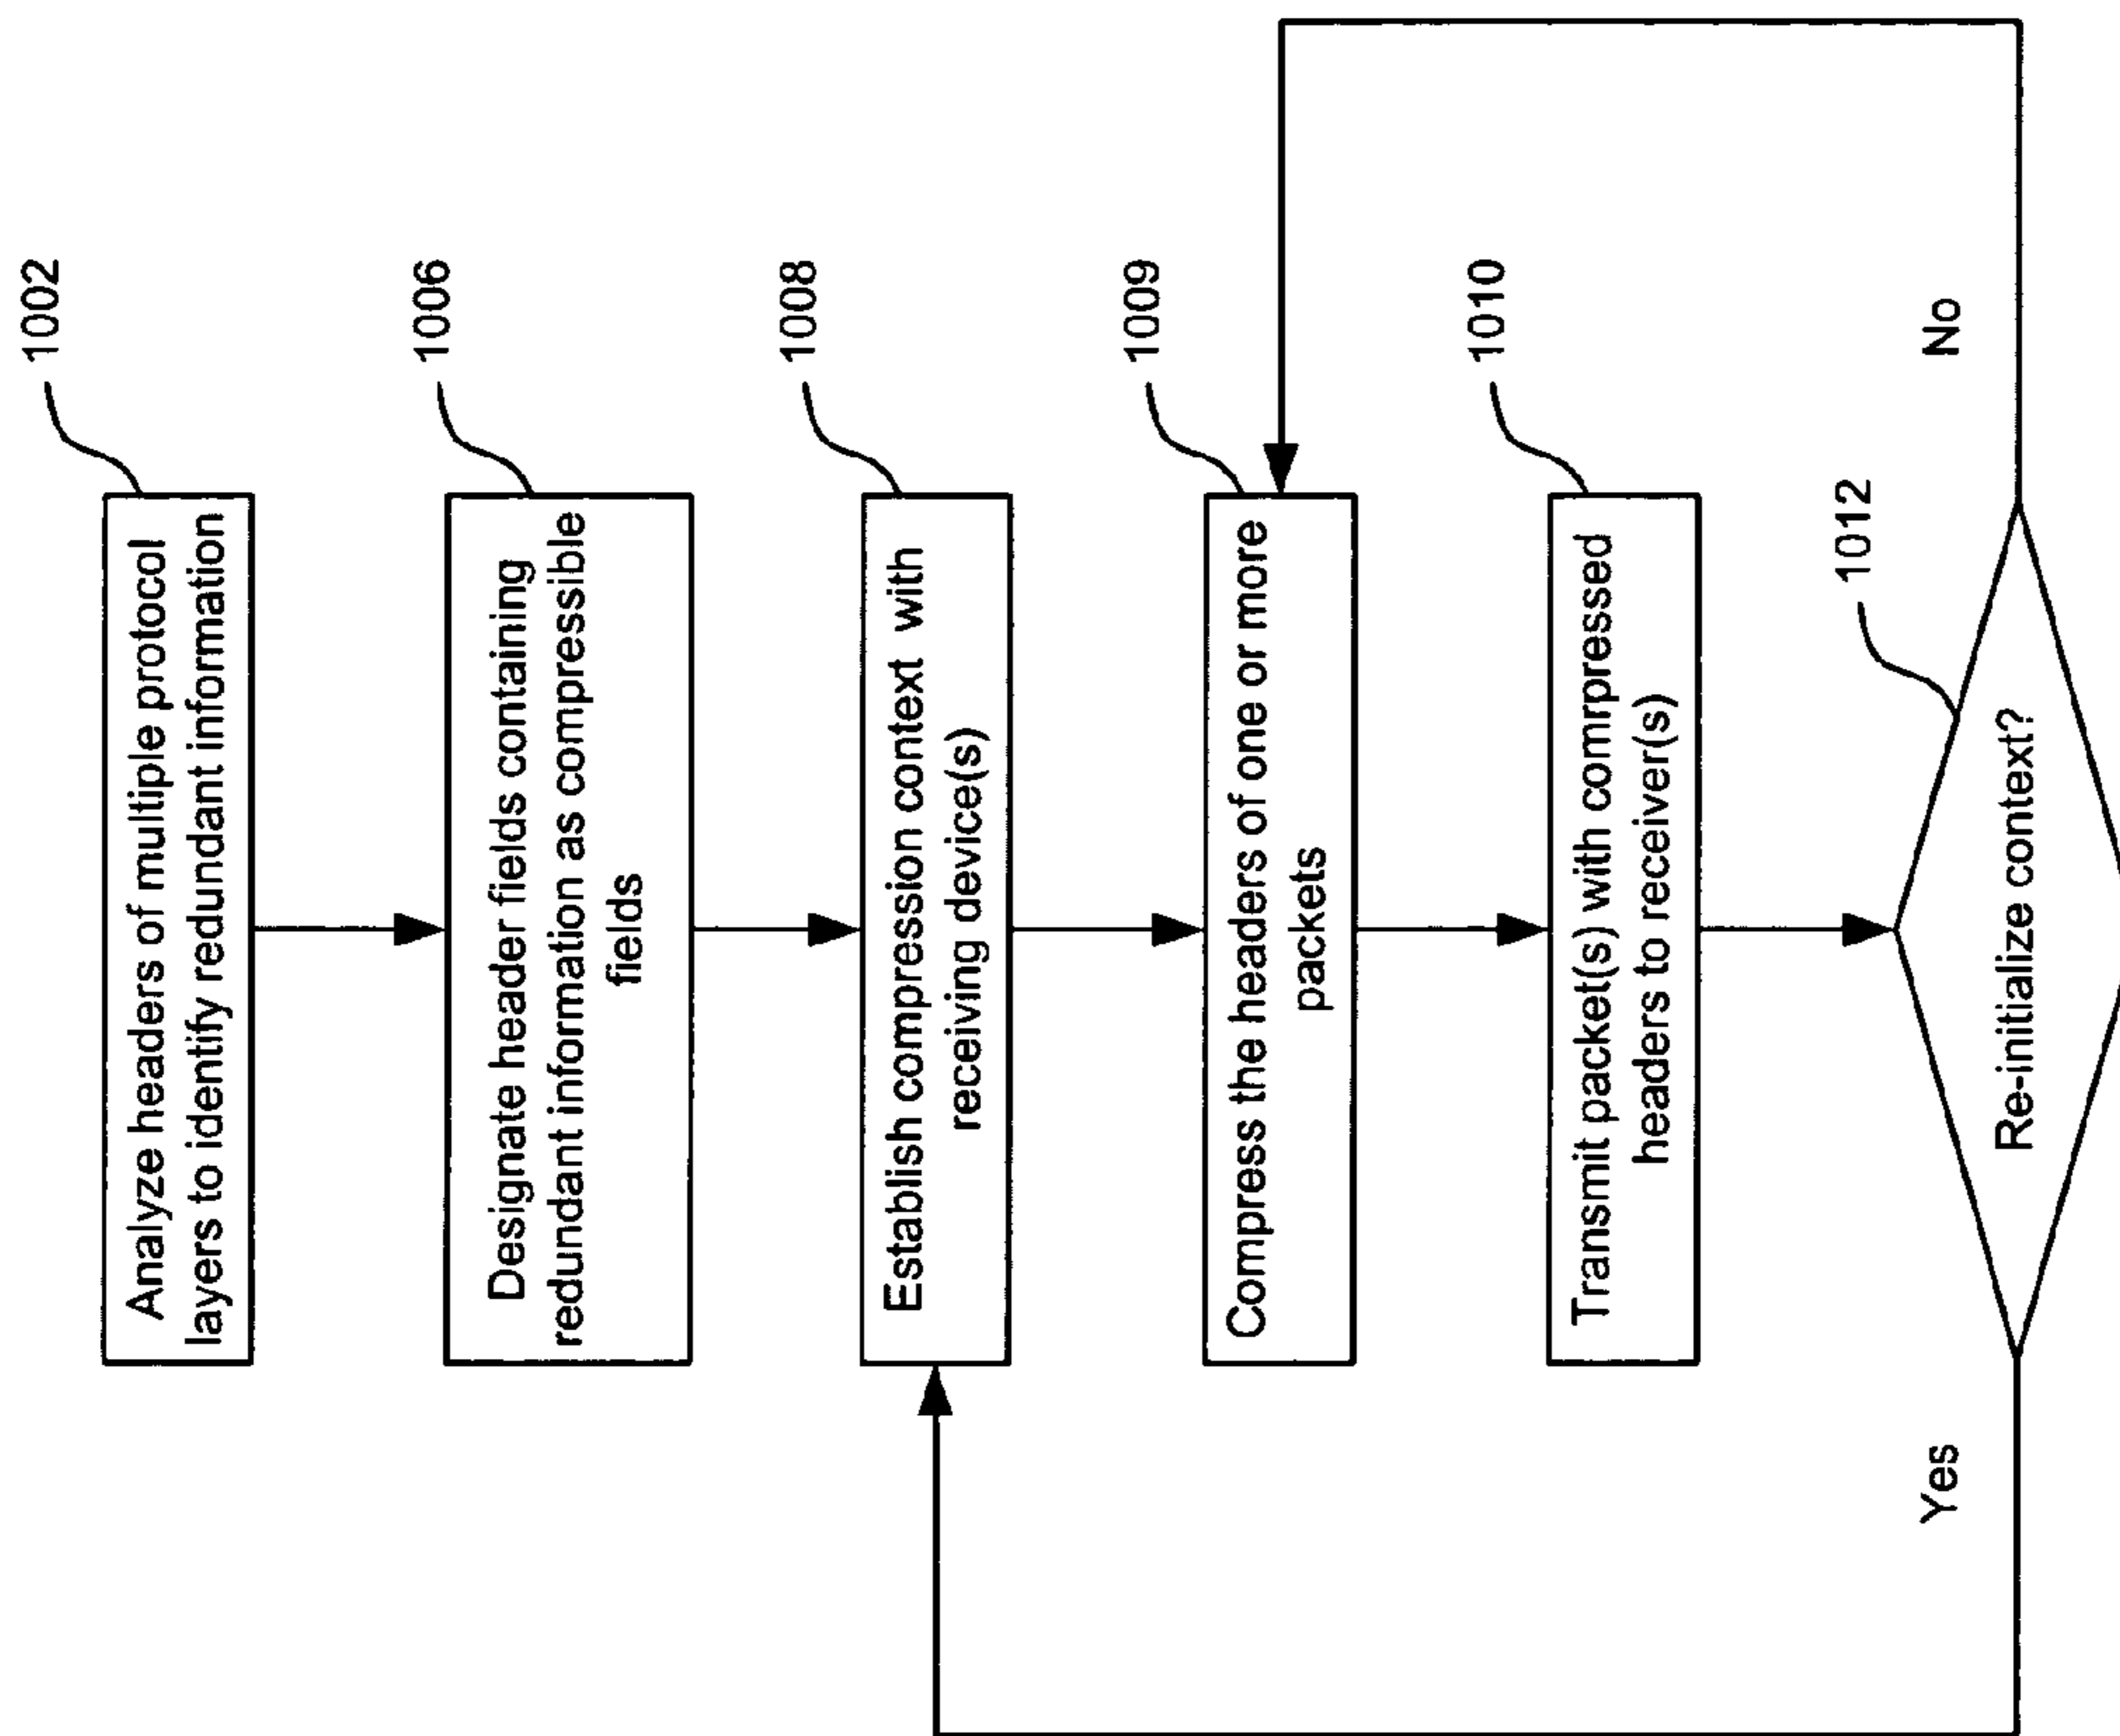 1002
Analyze headers of multiple protocol
layers to identify redundant information
1006
Designate header fields containing
redundant information as compressible
fields
1008
Establish compression context with
receiving device(s)
1009
Compress the headers of one or more
packets
1010
Transmit packet(s) with comrpressed
headers to receiver(s)
1012
Yes
Re-initialize context?
No